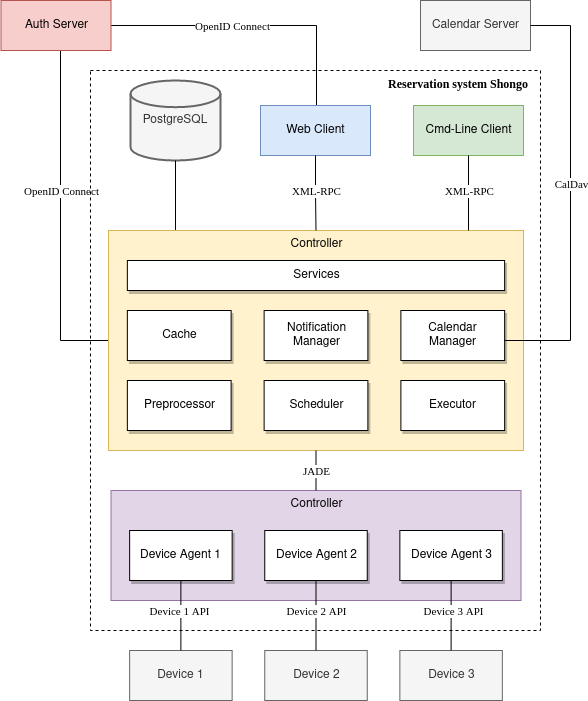 Auth Server
Calendar Server
OpenID Connect
Reservation system Shongo
PostgreSQL
Web Client
Cmd-Line Client
OpenID Connect
XML-RPC
XML-RPC
CalDav
Controller
Services
Cache
Notification
Manager
Calendar
Manager
Preprocessor
Scheduler
Executor
JADE
Controller
Device Agent 1
Device Agent 2
Device Agent 3
Device 1 API
Device 2 API
Device 3 API
Device 1
Device 2
Device 3